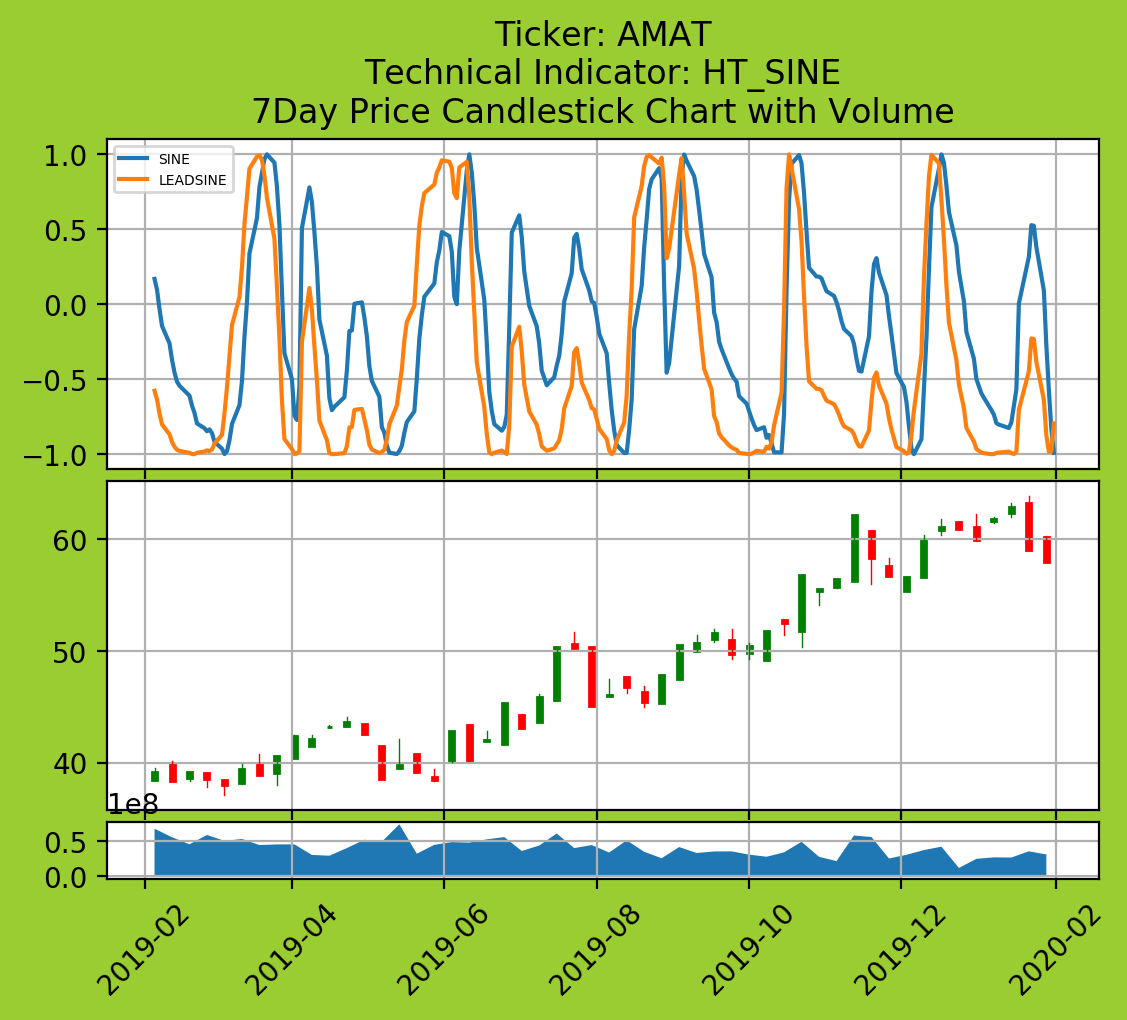 Ticker: AMAT
Technical Indicator: HT_SINE
7Day Price Candlestick Chart with Volume
1.0
0.5
0.0
−0.5
−1.0
SINE
LEADSINE
60
50
40
1e8
0.5
0.0
2019-02
2019-04
2019-06
2019-08
2019-10
2019-12
2020-02